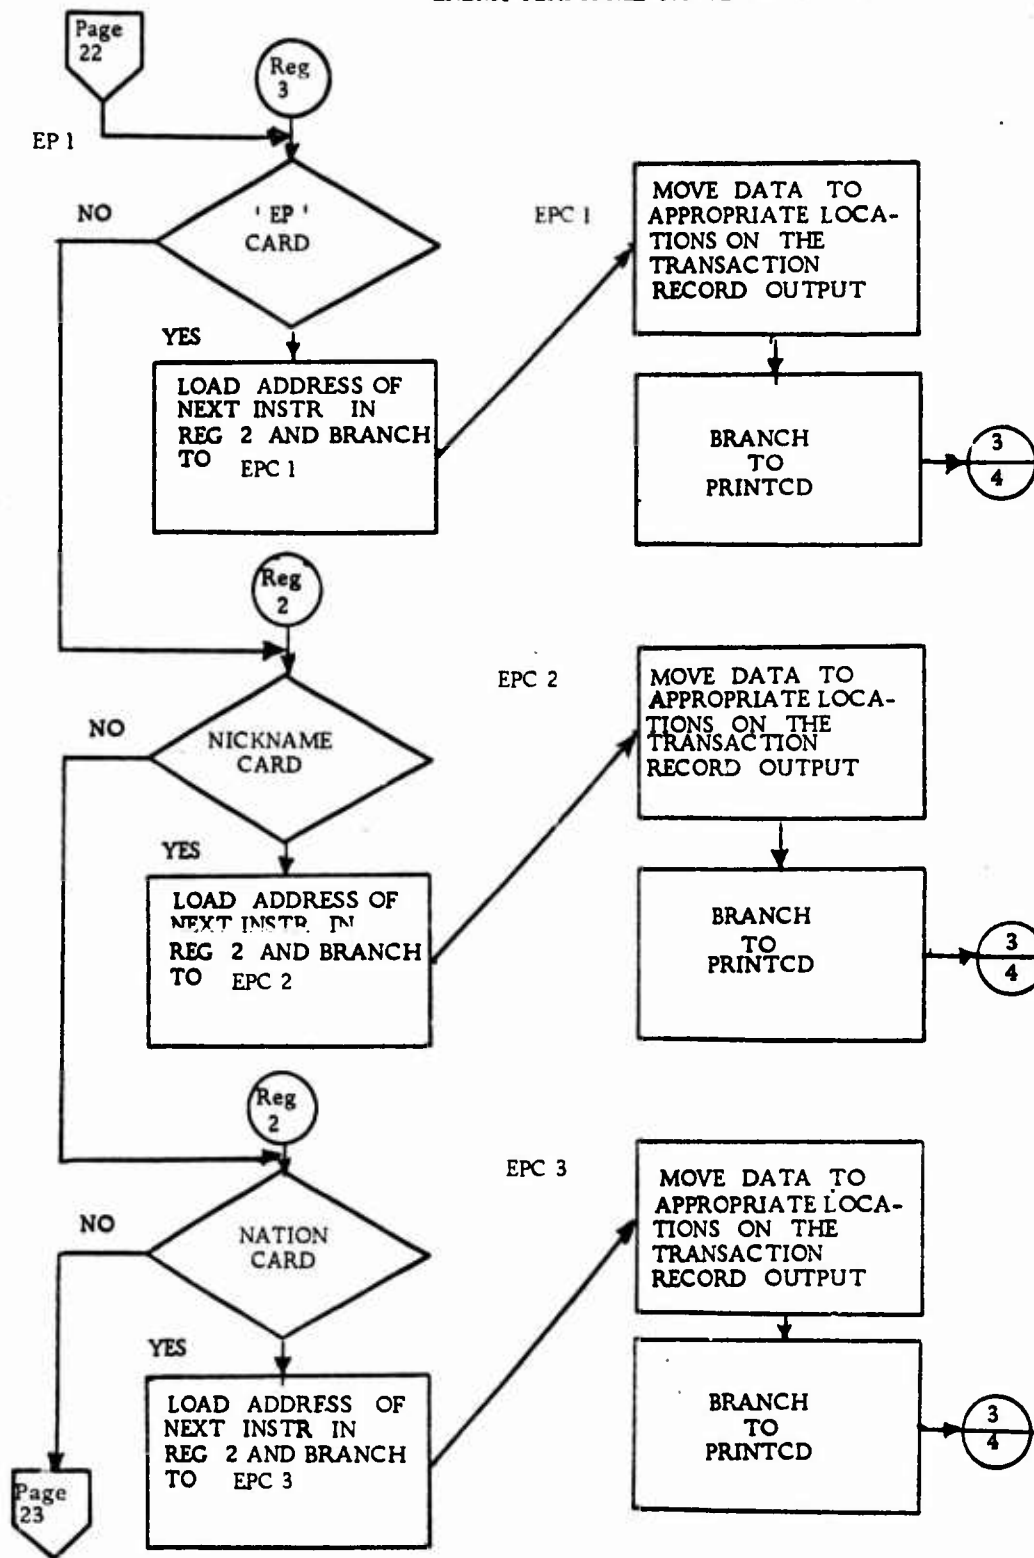 Page
22
Reg
3
EP 1
NO
' EP '
CARD
YES
LOAD ADDRESS OF
NEXT INSTR IN
REG 2 AND BRANCH
TO EPC 1
EPC 1
MOVE DATA TO
APPROPRIATE LOCA-
TIONS ON THE
TRANSACTION
RECORD OUTPUT
BRANCH
TO
PRINTCD
3
4
Reg
2
NO
NICKNAME
CARD
YES
LOAD ADDRESS OF
NEXT INSTR IN
REG 2 AND BRANCH
TO EPC 2
EPC 2
MOVE DATA TO
APPROPRIATE LOCA-
TIONS ON THE
TRANSACTION
RECORD OUTPUT
BRANCH
TO
PRINTCD
3
4
Reg
2
NO
NATION
CARD
YES
LOAD ADDRESS OF
NEXT INSTR IN
REG 2 AND BRANCH
TO EPC 3
EPC 3
MOVE DATA TO
APPROPRIATE LOCA-
TIONS ON THE
TRANSACTION
RECORD OUTPUT
BRANCH
TO
PRINTCD
3
4
Page
23